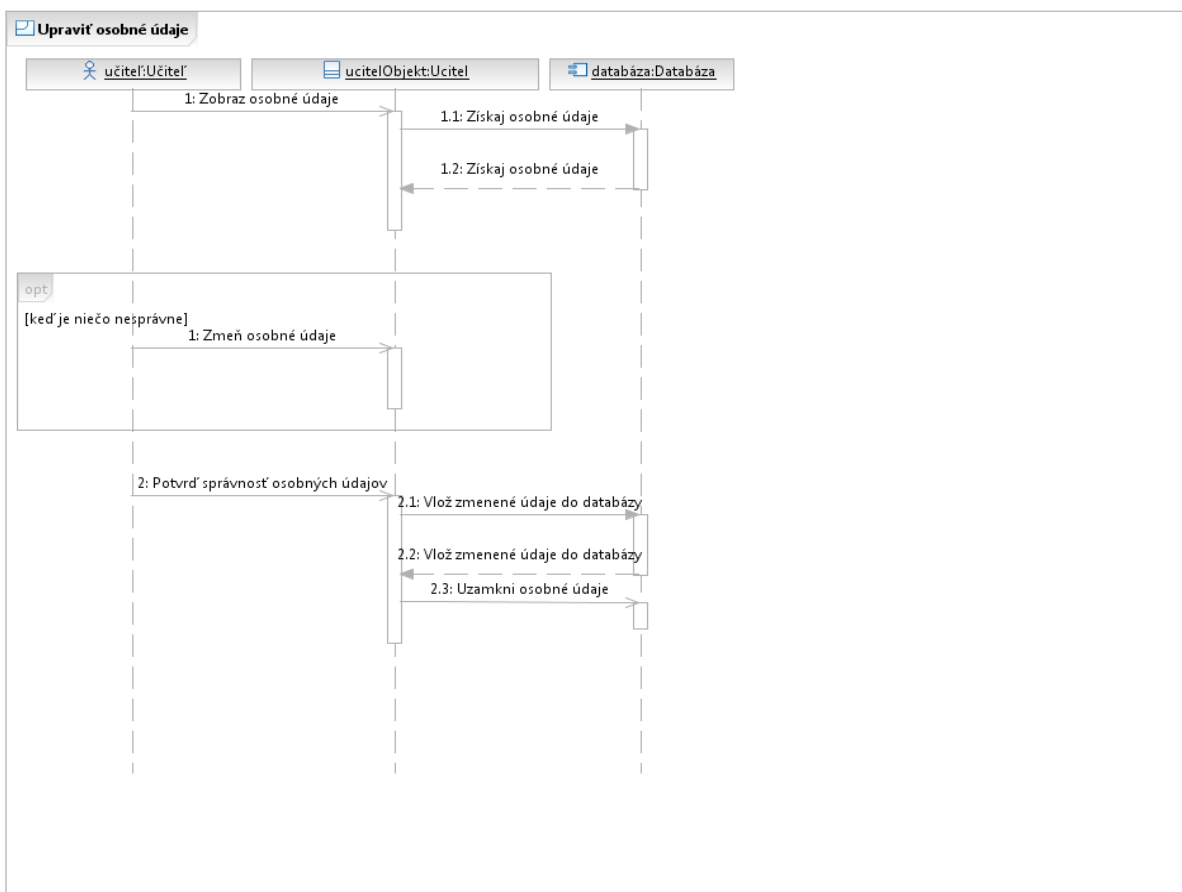 Upraviť osobné údaje
učiteľ:Učiteľ
ucitelObjekt:Ucitel
databáza:Databáza
1: Zobraz osobné údaje
1.1: Získaj osobné údaje
1.2: Získaj osobné údaje
opt
[keď je niečo nesprávne]
1: Zmeň osobné údaje
2: Potvrď správnosť osobných údajov
2.1: Vlož zmenené údaje do databázy
2.2: Vlož zmenené údaje do databázy
2.3: Uzamkni osobné údaje